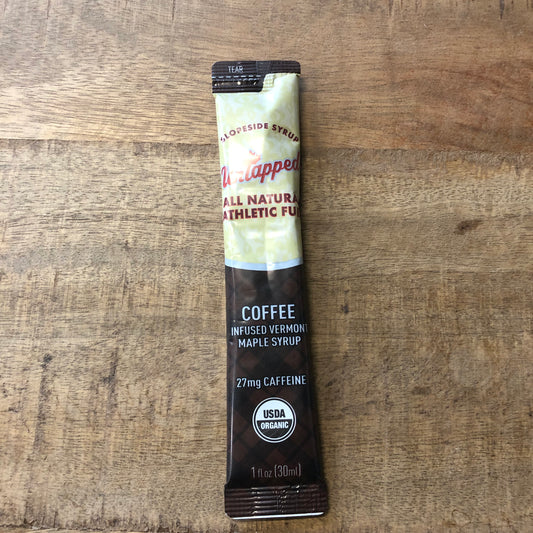 TEAR
SLOPESIDE SYRUP
Untapped
ALL NATURAL
ATHLETIC FU
COFFEE
INFUSED VERMONT
MAPLE SYRUP
27mg CAFFEINE
USDA
ORGANIC
1 fl oz (30ml)